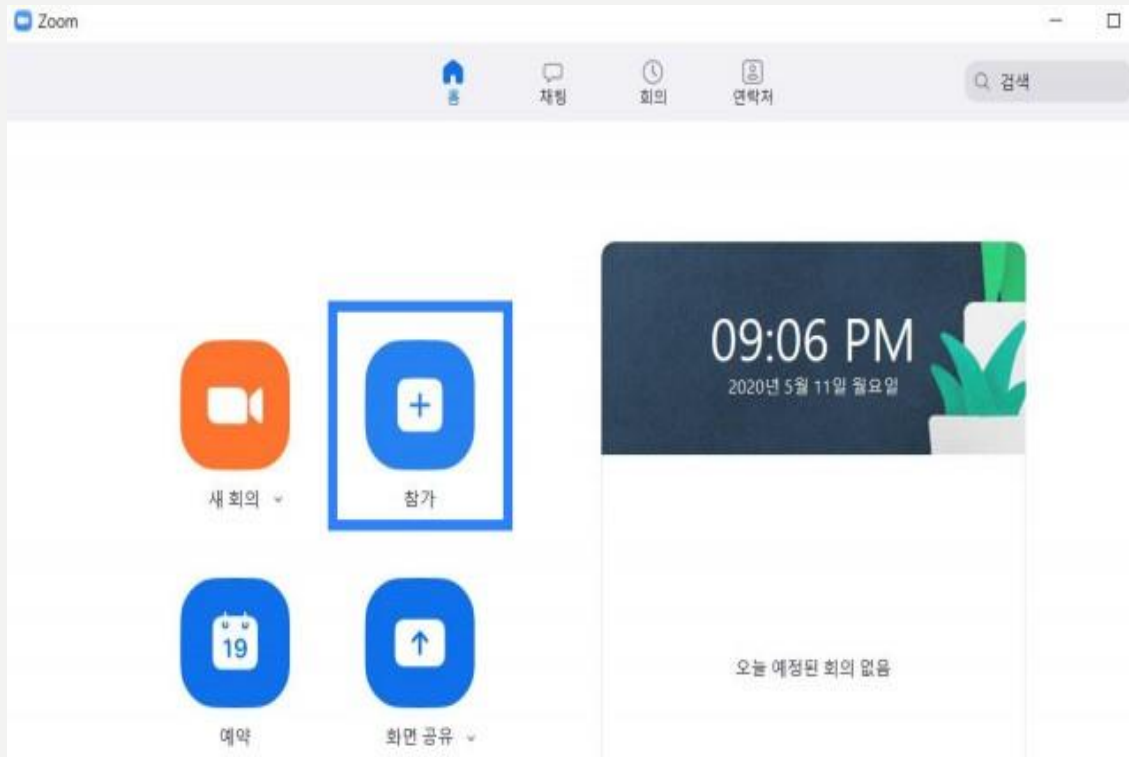 Zoom
홈
채팅
회의
연락처
검색
09:06 PM
2020년 5월 11일 월요일
새 회의
참가
19
예약
화면 공유
오늘 예정된 회의 없음